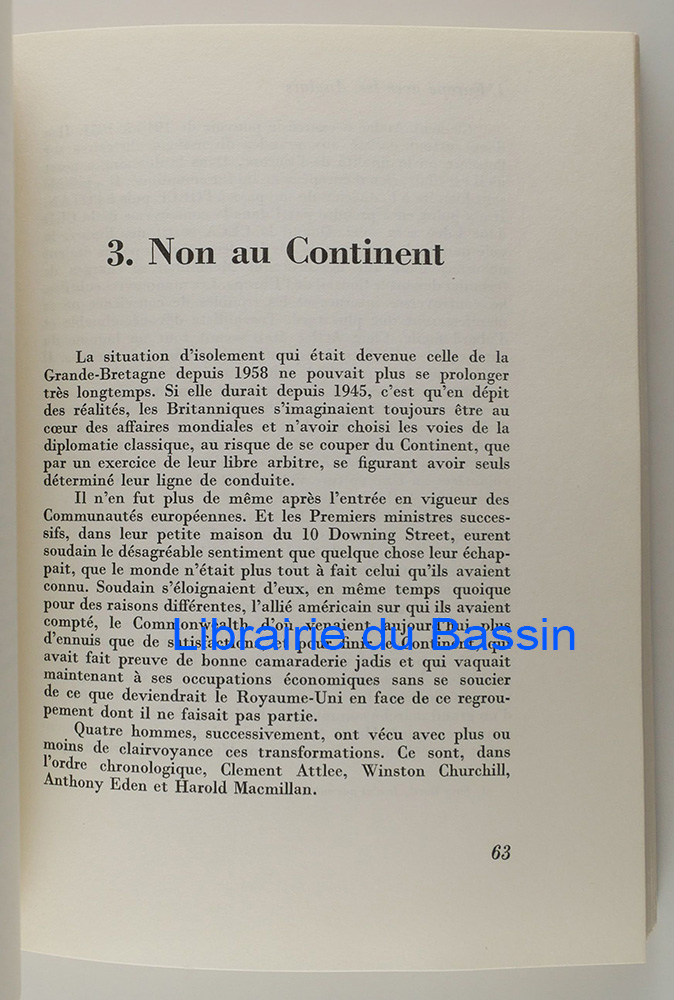 3. Non au Continent
La situation d'isolement qui était devenue celle de la
Grande-Bretagne depuis 1958 ne pouvait plus se prolonger
très longtemps. Si elle durait depuis 1945, c'est qu'en dépit
des réalités, les Britanniques s'imaginaient toujours être au
cœur des affaires mondiales et n'avoir choisi les voies de la
diplomatie classique, au risque de se couper du Continent, que
par un exercice de leur libre arbitre, se figurant avoir seuls
déterminé leur ligne de conduite.
Il n'en fut plus de même après l'entrée en vigueur des
Communautés européennes. Et les Premiers ministres succes-
sifs, dans leur petite maison du 10 Downing Street, eurent
soudain le désagréable sentiment que quelque chose leur échap-
pait, que le monde n'était plus tout à fait celui qu'ils avaient
connu. Soudain s'éloignaient d'eux, en même temps quoique
pour des raisons différentes, l'allié américain sur qui ils avaient
compté, le Commonwealth d'où venaient aujourd'hui plus
d'ennuis que de satisfactions, et pour finir le Continent, qui
Librairie du Bassin
avait fait preuve de bonne camaraderie jadis et qui vaquait
maintenant à ses occupations économiques sans se soucier
de ce que deviendrait le Royaume-Uni en face de ce regrou-
pement dont il ne faisait pas partie.
Quatre hommes, successivement, ont vécu avec plus ou
moins de clairvoyance ces transformations. Ce sont, dans
l'ordre chronologique, Clement Attlee, Winston Churchill,
Anthony Eden et Harold Macmillan.
63